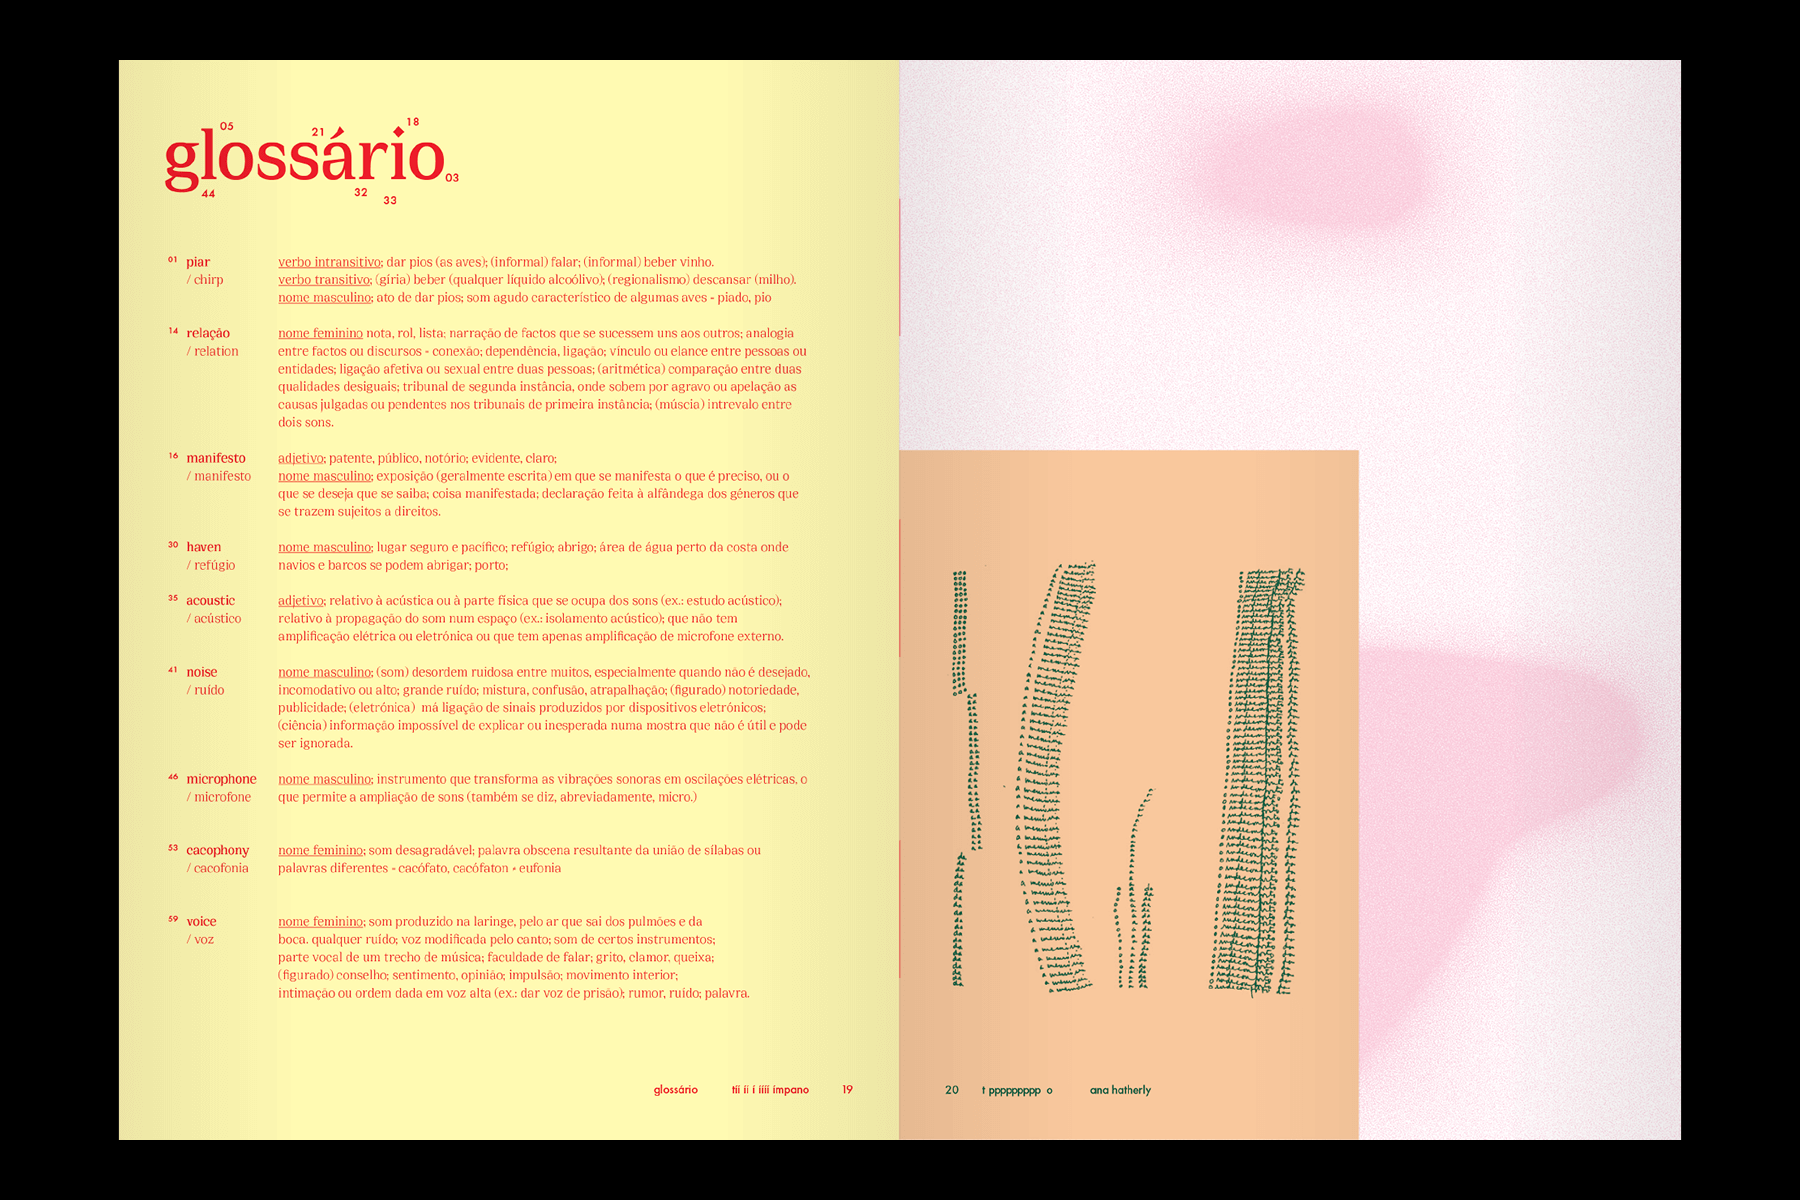 glossário
05
21
18
03
44
32
33
01 piar
/ chirp
verbo intransitivo; dar pios (as aves); (informal) falar; (informal) beber vinho.
verbo transitivo; (gíria) beber (qualquer líquido alcoólivo); (regionalismo) descansar (milho).
nome masculino; ato de dar pios; som agudo característico de algumas aves - piado, pio
14 relação
/ relation
nome feminino nota, rol, lista: narração de factos que se sucessem uns aos outros; analogia
entre factos ou discursos - conexão; dependência, ligação; vínculo ou elance entre pessoas ou
entidades; ligação afetiva ou sexual entre duas pessoas; (aritmética) comparação entre duas
qualidades desiguais; tribunal de segunda instância, onde sobem por agravo ou apelação as
causas julgadas ou pendentes nos tribunais de primeira instância; (múscia) intrevalo entre
dois sons.
16 manifesto
/ manifesto
adjetivo; patente, público, notório; evidente, claro;
nome masculino; exposição (geralmente escrita) em que se manifesta o que é preciso, ou o
que se deseja que se saiba; coisa manifestada; declaração feita à alfândega dos géneros que
se trazem sujeitos a direitos.
30 haven
/ refúgio
nome masculino; lugar seguro e pacífico; refúgio; abrigo; área de água perto da costa onde
navios e barcos se podem abrigar; porto;
35 acoustic
/ acústico
adjetivo; relativo à acústica ou à parte física que se ocupa dos sons (ex.: estudo acústico);
relativo à propagação do som num espaço (ex.: isolamento acústico); que não tem
amplificação elétrica ou eletrónica ou que tem apenas amplificação de microfone externo.
41 noise
/ ruído
nome masculino; (som) desordem ruidosa entre muitos, especialmente quando não é desejado,
incomodativo ou alto; grande ruído; mistura, confusão, atrapalhação; (figurado) notoriedade,
publicidade; (eletrónica) má ligação de sinais produzidos por dispositivos eletrónicos;
(ciência) informação impossível de explicar ou inesperada numa mostra que não é útil e pode
ser ignorada.
46 microphone
/ microfone
nome masculino; instrumento que transforma as vibrações sonoras em oscilações elétricas, o
que permite a ampliação de sons (também se diz, abreviadamente, micro.)
53 cacophony
/ cacofonia
nome feminino; som desagradável; palavra obscena resultante da união de sílabas ou
palavras diferentes - cacófato, cacófaton - eufonia
59 voice
/ voz
nome feminino; som produzido na laringe, pelo ar que sai dos pulmões e da
boca. qualquer ruído; voz modificada pelo canto; som de certos instrumentos;
parte vocal de um trecho de música; faculdade de falar; grito, clamor, queixa;
(figurado) conselho; sentimento, opinião; impulsão; movimento interior;
intimação ou ordem dada em voz alta (ex.: dar voz de prisão); rumor, ruído; palavra.
glossário tíi íi í íííí ímpano 19
20 t ppppppppp o ana hatherly